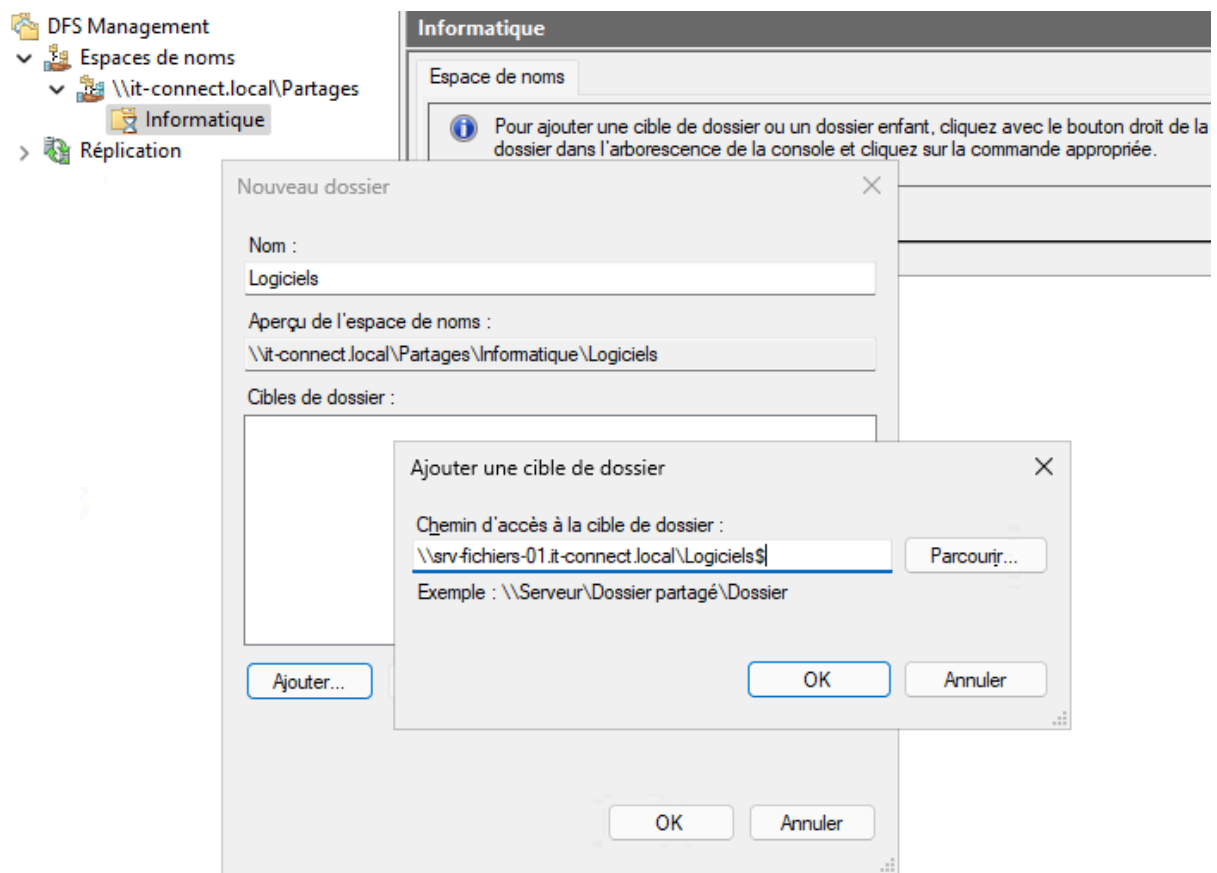 DFS Management
Espaces de noms
\\it-connect.local\Partages
Informatique
Réplication
Informatique
Espace de noms
Pour ajouter une cible de dossier ou un dossier enfant, cliquez avec le bouton droit de la
dossier dans l'arborescence de la console et cliquez sur la commande appropriée.
Nouveau dossier
Nom :
Logiciels
Aperçu de l'espace de noms :
\\it-connect.local\Partages\Informatique\Logiciels
Cibles de dossier :
Ajouter une cible de dossier
Chemin d'accès à la cible de dossier :
\\srv-fichiers-01.it-connect.local\Logiciels$
Parcourir...
Exemple : \\Serveur\Dossier partagé\Dossier
OK
Annuler
Ajouter...
OK
Annuler